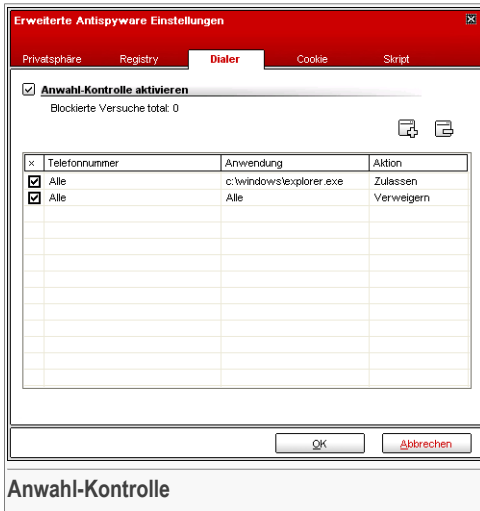 Erweiterte Antispyware Einstellungen
Privatsphäre Registry Dialer Cookie Skript
Anwahl-Kontrolle aktivieren
Blockierte Versuche total: 0
× Telefonnummer Anwendung Aktion
Alle c:\windows\explorer.exe Zulassen
Alle Alle Verweigern
OK Abbrechen
Anwahl-Kontrolle